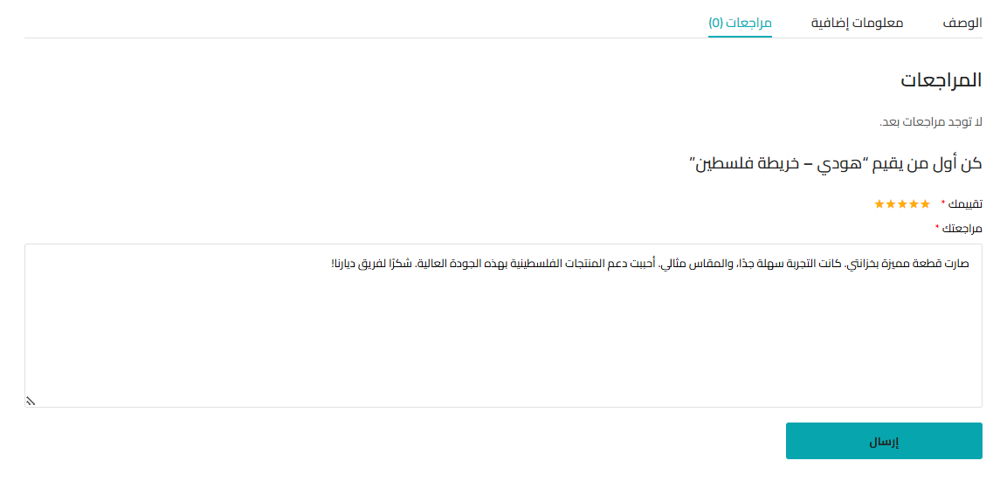 الوصف معلومات إضافية مراجعات (0)
المراجعات
لا توجد مراجعات بعد.
كن أول من يقيم “هودي – خريطة فلسطين”
تقييمك *
مراجعتك *
صارت قطعة مميزة بخزانتي. كانت التجربة سهلة جدًا، والمقاس مثالي. أحببت دعم المنتجات الفلسطينية بهذه الجودة العالية. شكرًا لفريق ديارنا!
إرسال